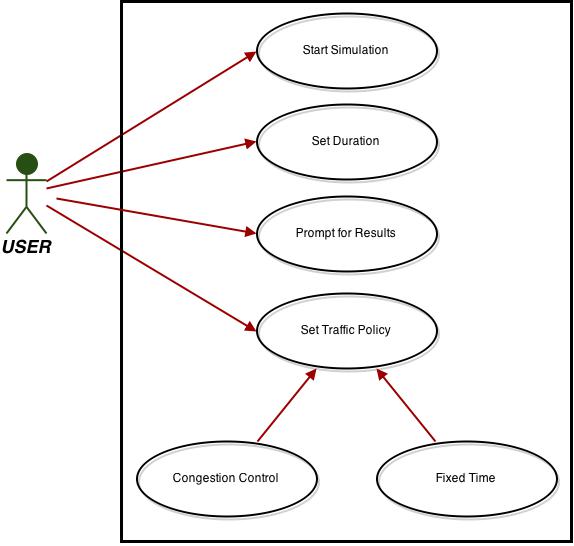 Start Simulation
Set Duration
USER
Prompt for Results
Set Traffic Policy
Congestion Control
Fixed Time